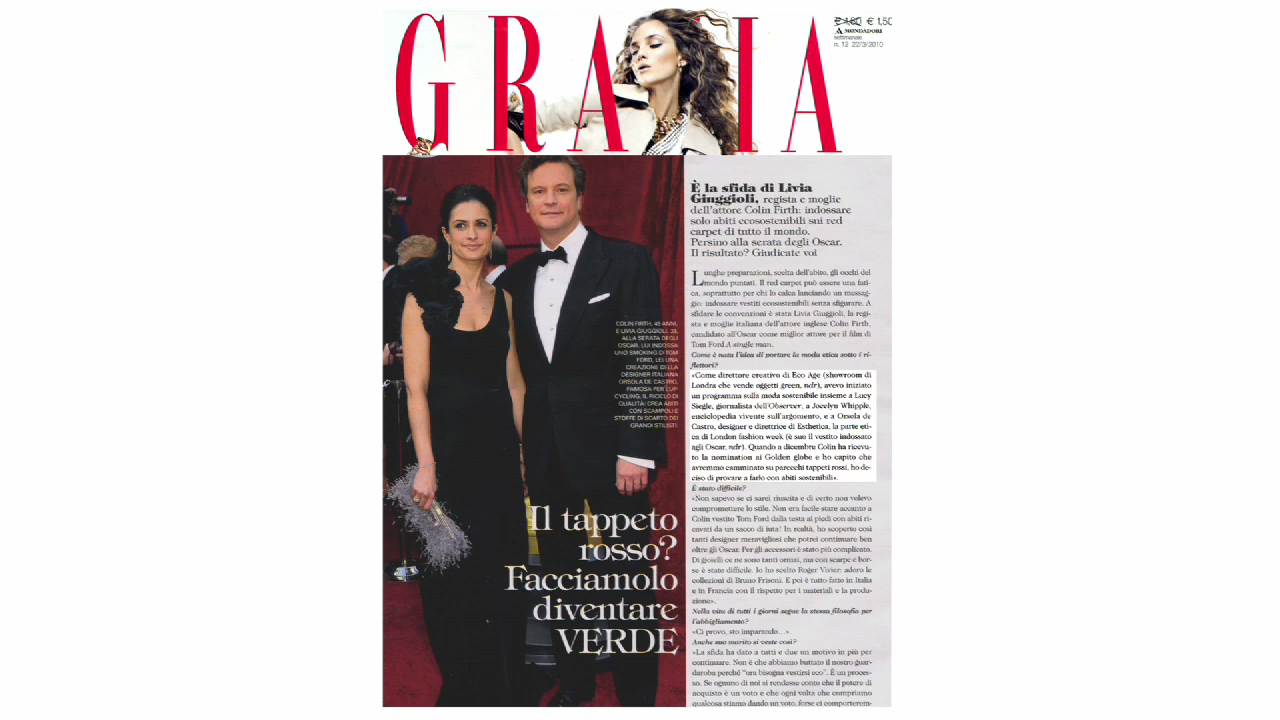 GRAZIA
€ 1,60 € 1,50
A MONDADORI
settimanale
n. 12 22/3/2010
È la sfida di Livia
Giuggioli, regista e moglie
dell'attore Colin Firth: indossare
solo abiti ecosostenibili sui red
carpet di tutto il mondo.
Persino alla serata degli Oscar.
Il risultato? Giudicate voi
COLIN FIRTH, 49 ANNI,
E LIVIA GIUGGIOLI,
ALLA SERATA DEGLI
OSCAR. LUI INDOSSA
UNO SMOKING DI TOM
FORD, LEI UNA
CREAZIONE DELLA
DESIGNER ITALIANA
ORSOLA DE CASTRO,
FAMOSA PER L'UP-
CYCLING, IL RICICLO DI
QUALITÀ: CREA ABITI
CON SCAMPOLI E
STOFFE DI SCARTO DEI
GRANDI STILISTI.
Il tappeto
rosso?
Facciamolo
diventare
VERDE
Lunghe preparazioni, scelta dell'abito, gli occhi del
mondo puntati. Il red carpet può essere una fati-
ca, soprattutto per chi lo calca lanciando un messag-
gio: indossare vestiti ecosostenibili senza sfigurare. A
sfidare le convenzioni è stata Livia Giuggioli, la regi-
sta e moglie italiana dell'attore inglese Colin Firth,
candidato all'Oscar come miglior attore per il film di
Tom Ford A single man.
Come è nata l'idea di portare la moda etica sotto i ri-
flettori?
«Come direttore creativo di Eco Age (showroom di
Londra che vende oggetti green, ndr), avevo iniziato
un programma sulla moda sostenibile insieme a Lucy
Siegle, giornalista dell'Observer, a Jocelyn Whipple,
enciclopedia vivente sull'argomento, e a Orsela de
Castro, designer e direttrice di Esthetica, la parte eti-
ca di London fashion week (è suo il vestito indossato
agli Oscar, ndr). Quando a dicembre Colin ha ricevu-
to la nomination ai Golden globe e ho capito che
avremmo camminato su parecchi tappeti rossi, ho de-
ciso di provare a farlo con abiti sostenibili».
È stato difficile?
«Non sapevo se ci sarei riuscita e di certo non volevo
compromettere lo stile. Non era facile stare accanto a
Colin vestito Tom Ford dalla testa ai piedi con abiti ri-
cavati da un sacco di iuta! In realtà, ho scoperto così
tanti designer meravigliosi che potrei continuare ben
oltre gli Oscar. Per gli accessori è stato più complicato.
Di gioielli ce ne sono tanti ormai, ma con scarpe e bor-
se è stato difficile. Io ho scelto Roger Vivier: adoro le
collezioni di Bruno Frisoni. E poi è tutto fatto in Italia
e in Francia con il rispetto per i materiali e la produ-
zione».
Nella vita di tutti i giorni segue la stessa filosofia per
l'abbigliamento?
«Ci provo, sto imparando...».
Anche suo marito si veste così?
«La sfida ha dato a tutti e due un motivo in più per
continuare. Non è che abbiamo buttato il nostro guar-
daroba perché "ora bisogna vestirsi eco". È un proces-
so. Se ognuno di noi si rendesse conto che il potere di
acquisto è un voto e che ogni volta che compriamo
qualcosa stiamo dando un voto, forse ci comporterem-